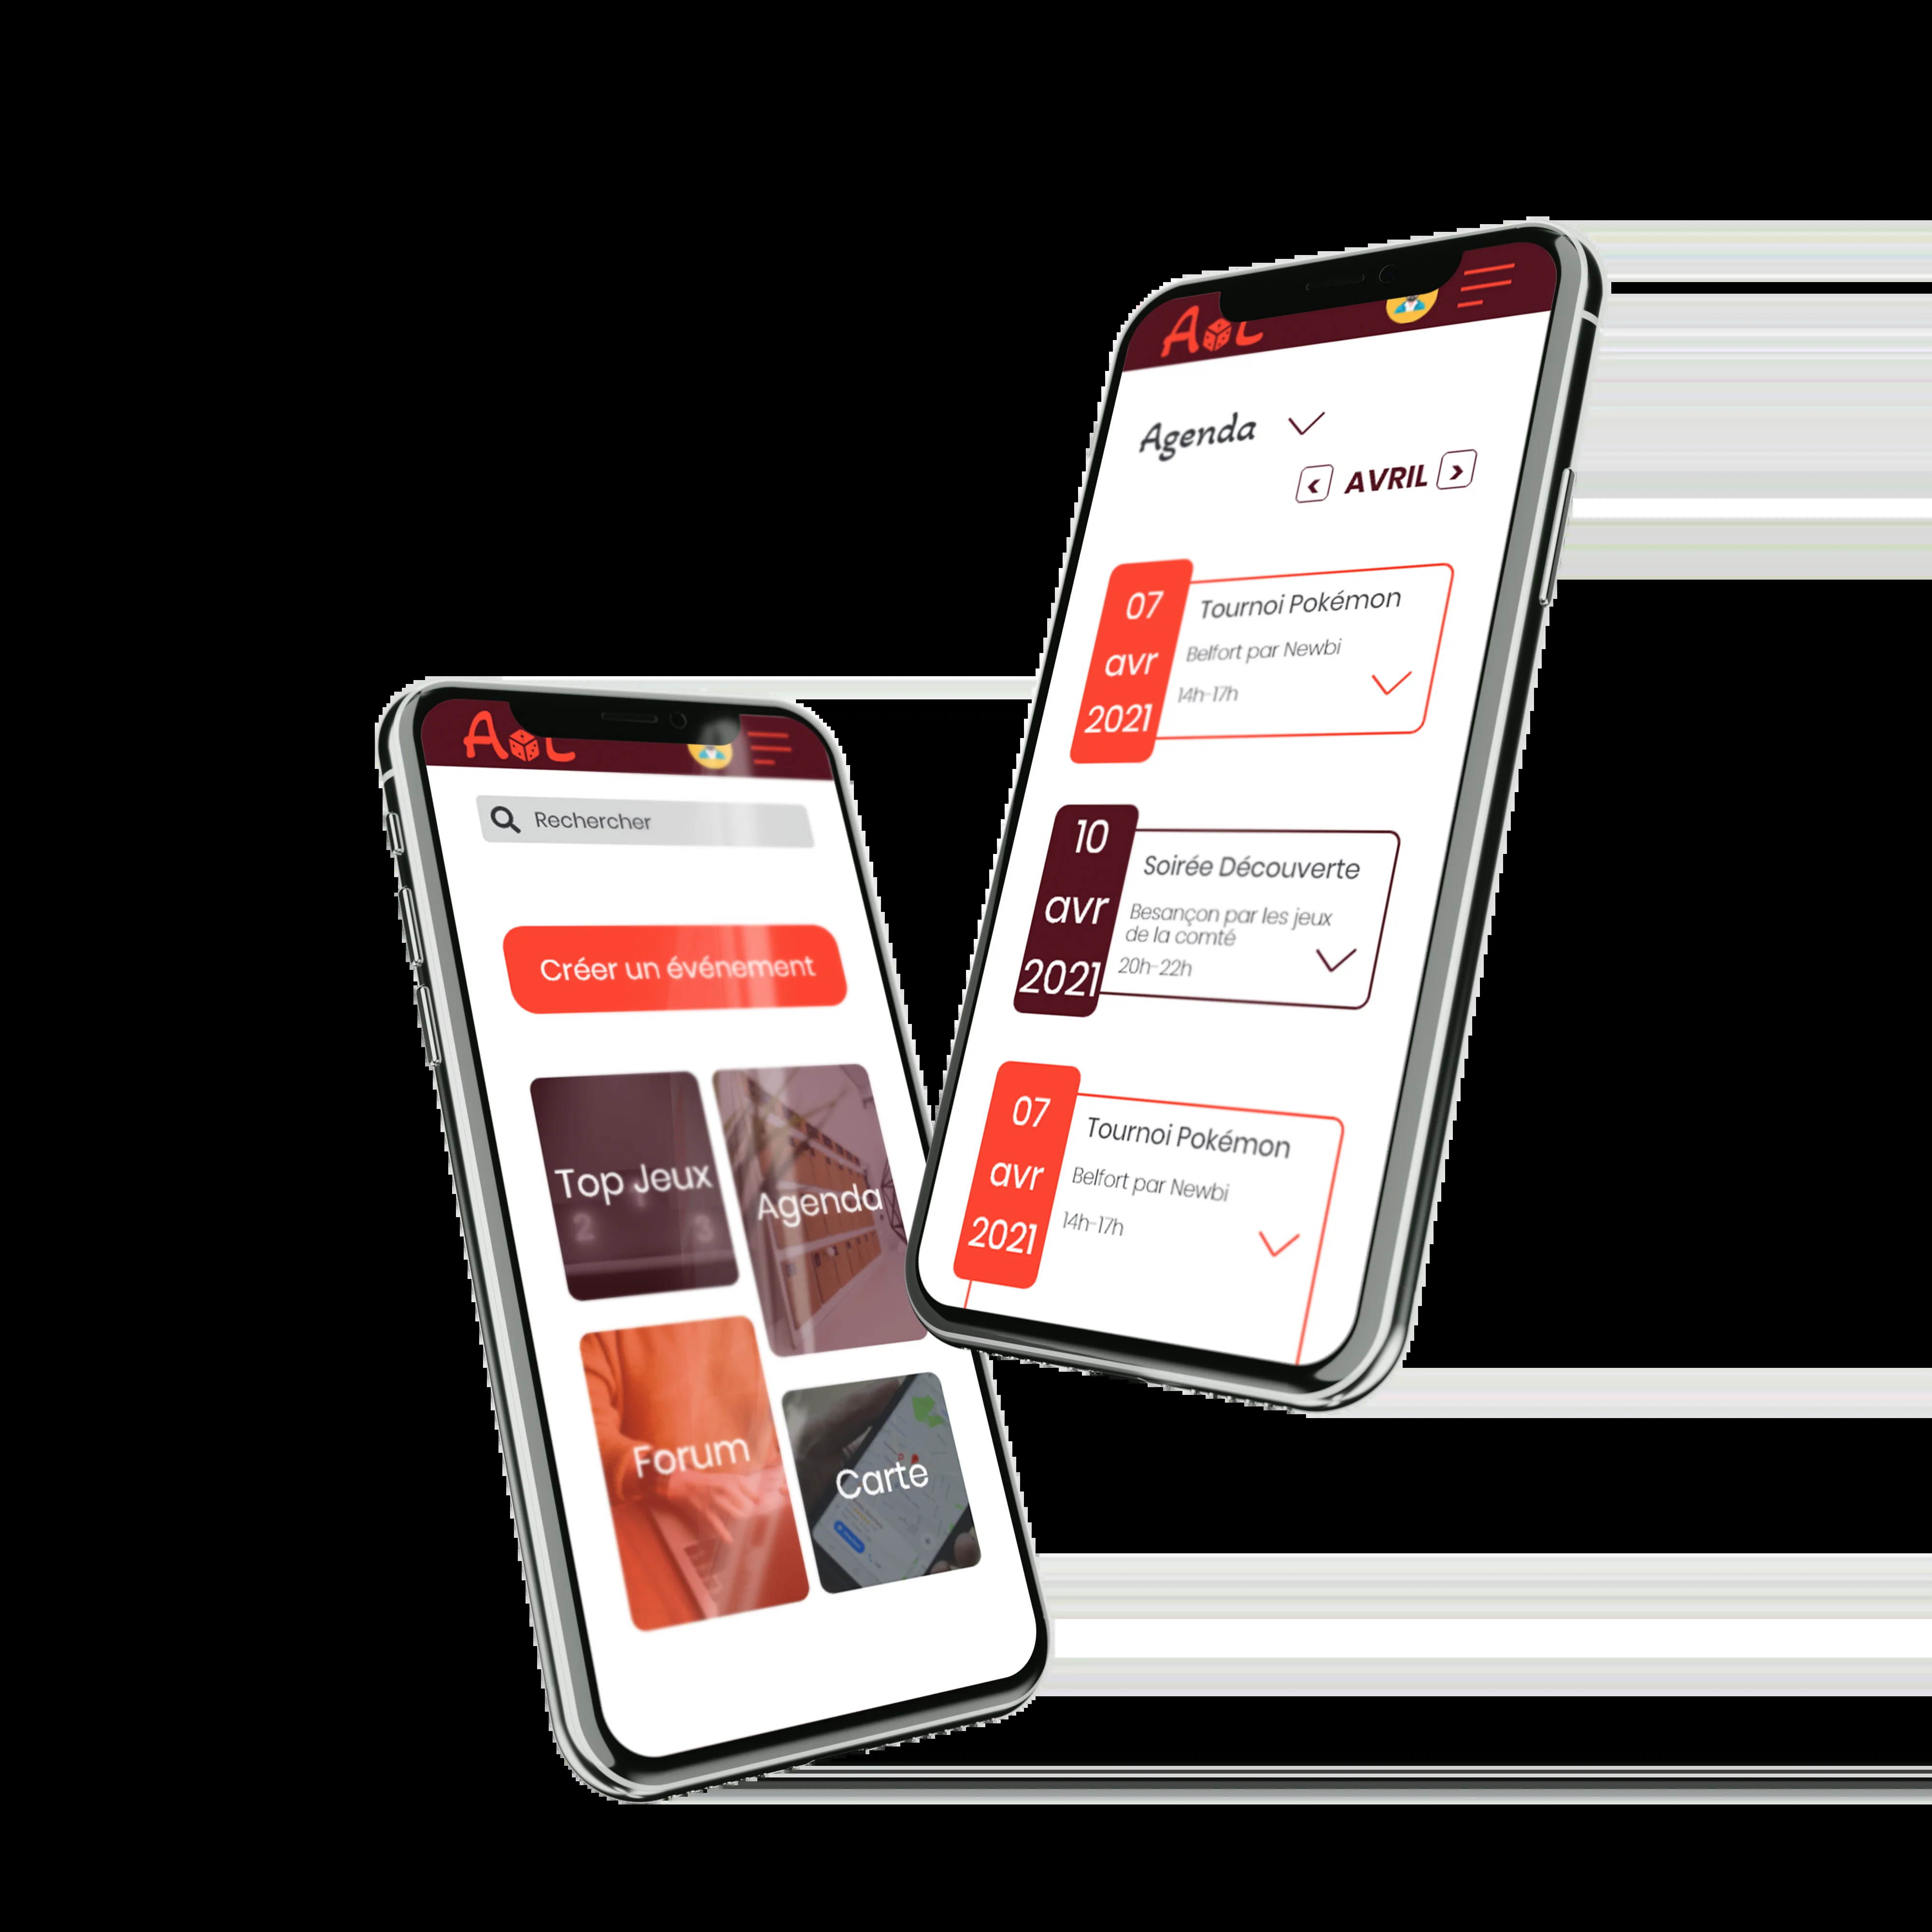 A L
Rechercher
Créer un événement
Top Jeux
2 3
Agenda
Forum
Carte
A L
Agenda
< AVRIL >
07
avr
2021
Tournoi Pokémon
Belfort par Newbi
14h-17h
10
avr
2021
Soirée Découverte
Besançon par les jeux
de la comté
20h-22h
07
avr
2021
Tournoi Pokémon
Belfort par Newbi
14h-17h